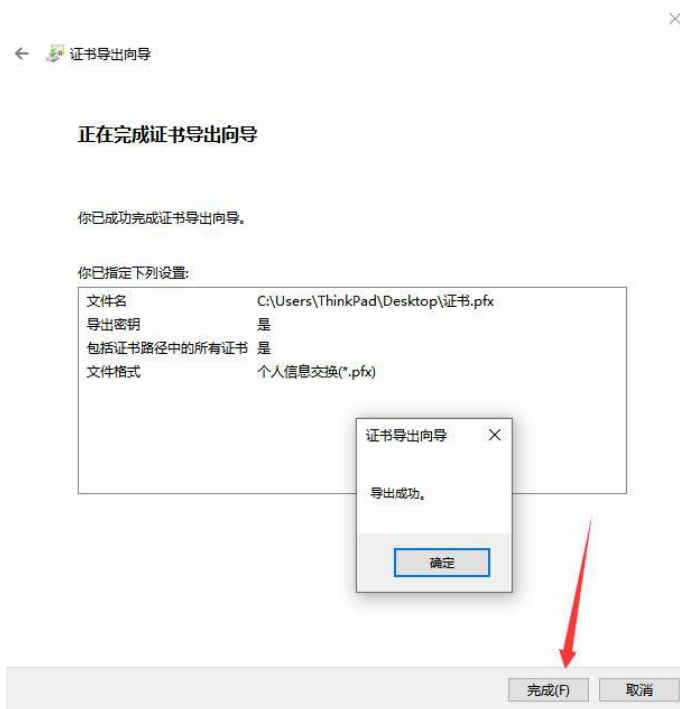 证书导出向导
正在完成证书导出向导
你已成功完成证书导出向导。
你已指定下列设置:
文件名 C:\Users\ThinkPad\Desktop\证书.pfx
导出密钥 是
包括证书路径中的所有证书 是
文件格式 个人信息交换(*.pfx)
证书导出向导
导出成功。
确定
完成(F) 取消